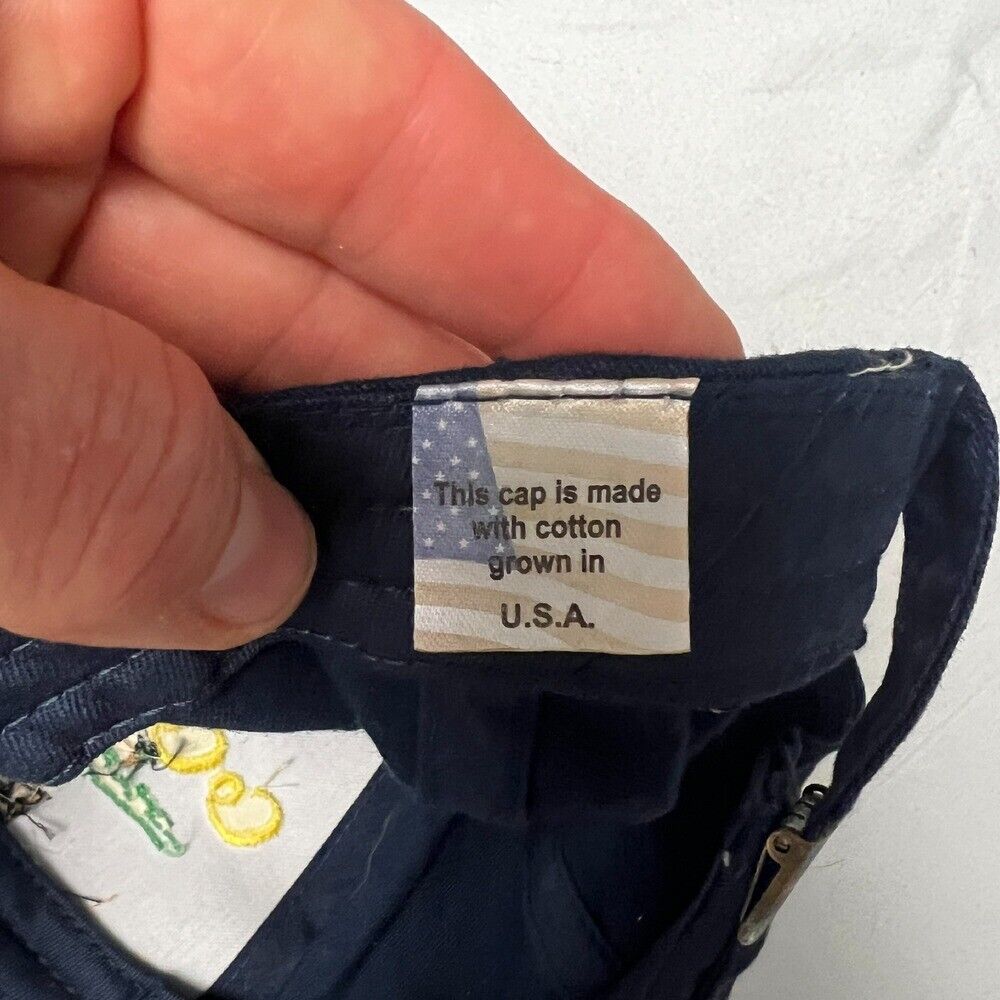 This cap is made
with cotton
grown in
U.S.A.